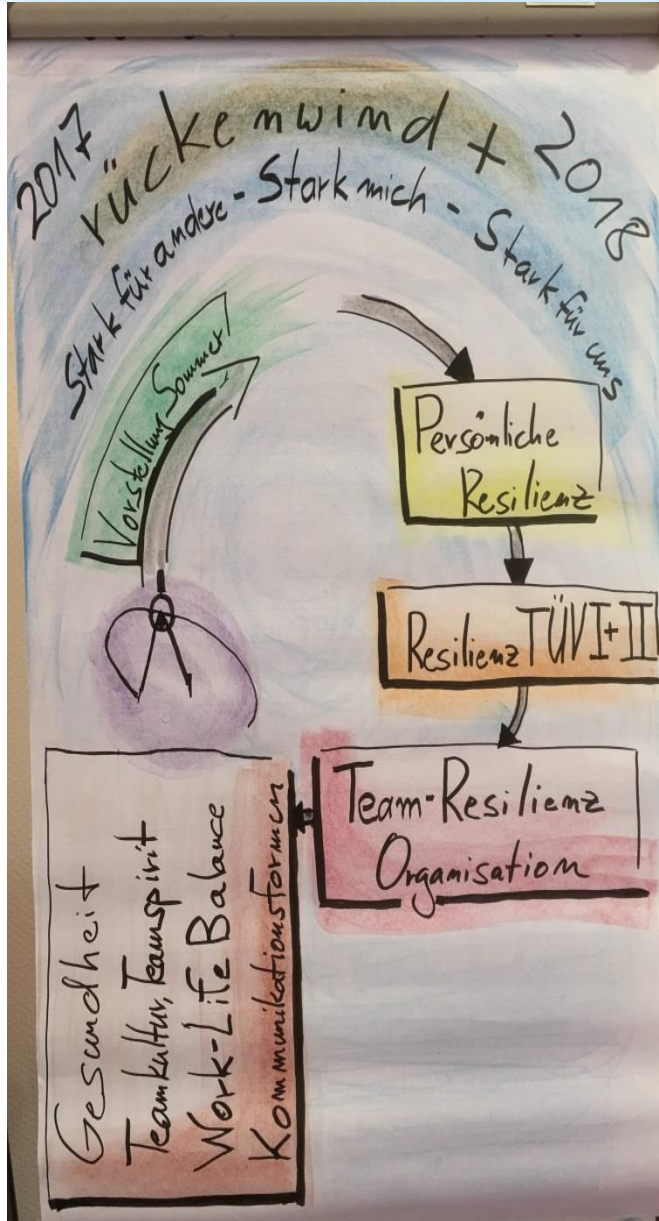 2017 rückenwind + 2018
Stark für andere - Stark mich - Stark für uns
Vorstellung Sommer
Persönliche
Resilienz
Resilienz TÜV I + II
Team-Resilienz
Organisation
Gesundheit
Teamkultur, Teamspirit
Work-Life Balance
Kommunikationsformen